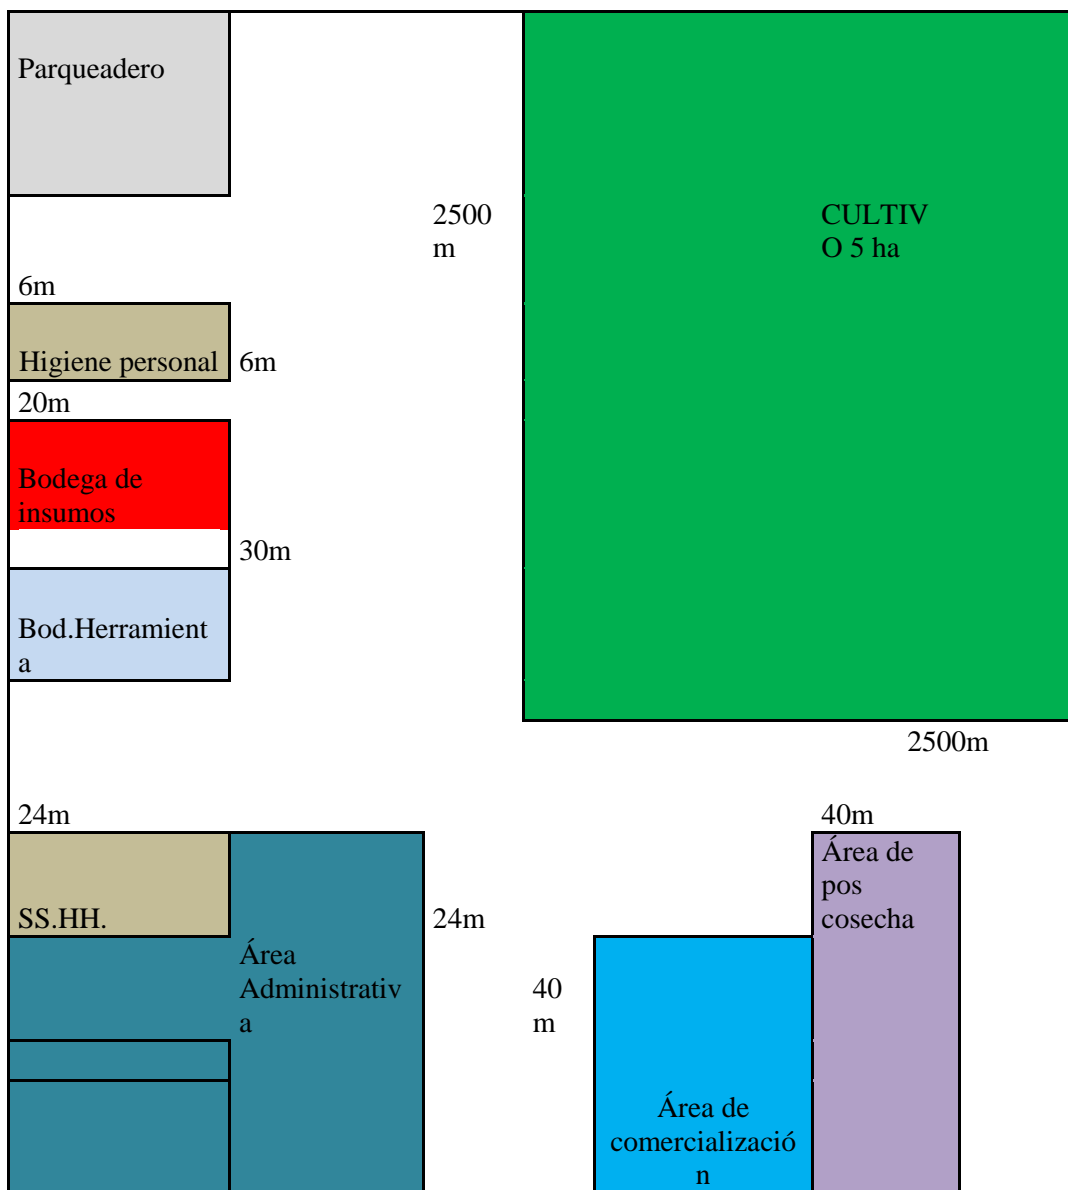 Parqueadero
2500
m
CULTIV
O 5 ha
6m
Higiene personal
6m
20m
Bodega de
insumos
30m
Bod.Herramient
a
2500m
24m
40m
Área de
pos
cosecha
SS.HH.
24m
Área
Administrativ
a
40
m
Área de
comercializació
n